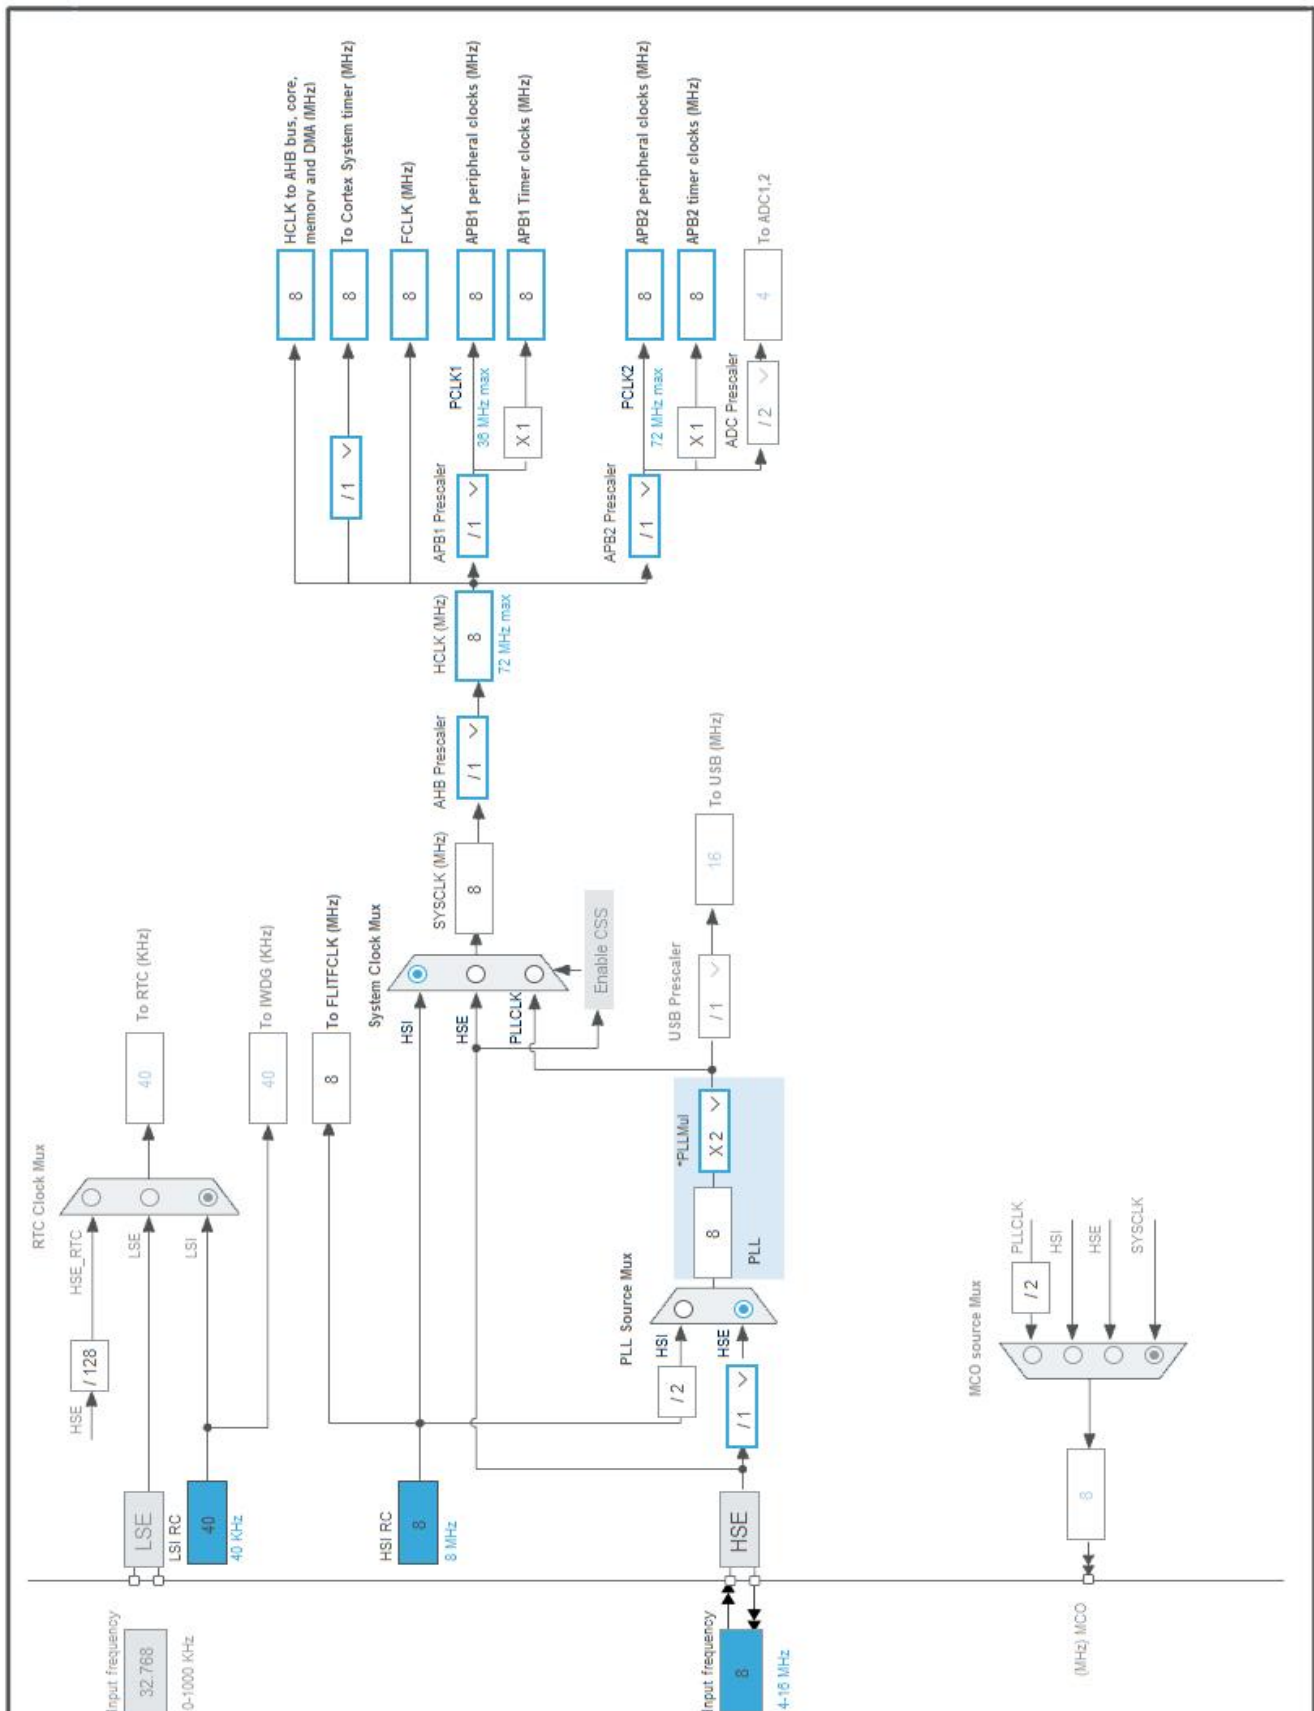 RTC Clock Mux
HSE
/ 128
HSE_RTC
To RTC (KHz)
40
Input frequency
32.768
0-1000 KHz
LSE
LSE
LSI RC
40
40 KHz
LSI
40
To IWDG (KHz)
8
To FLITFCLK (MHz)
HSI RC
8
8 MHz
System Clock Mux
HSI
HSE
PLLCLK
Enable CSS
SYSCLK (MHz)
8
AHB Prescaler
/ 1
HCLK (MHz)
8
72 MHz max
8
HCLK to AHB bus, core,
memory and DMA (MHz)
/ 1
8
To Cortex System timer (MHz)
8
FCLK (MHz)
APB1 Prescaler
/ 1
PCLK1
36 MHz max
8
APB1 peripheral clocks (MHz)
X 1
8
APB1 Timer clocks (MHz)
APB2 Prescaler
/ 1
PCLK2
72 MHz max
8
APB2 peripheral clocks (MHz)
X 1
8
APB2 timer clocks (MHz)
ADC Prescaler
/ 2
4
To ADC1,2
PLL Source Mux
/ 2
HSI
Input frequency
8
4-16 MHz
HSE
/ 1
HSE
8
PLL
*PLLMul
X 2
USB Prescaler
/ 1
16
To USB (MHz)
MCO source Mux
PLLCLK
/ 2
HSI
HSE
SYSCLK
8
(MHz) MCO